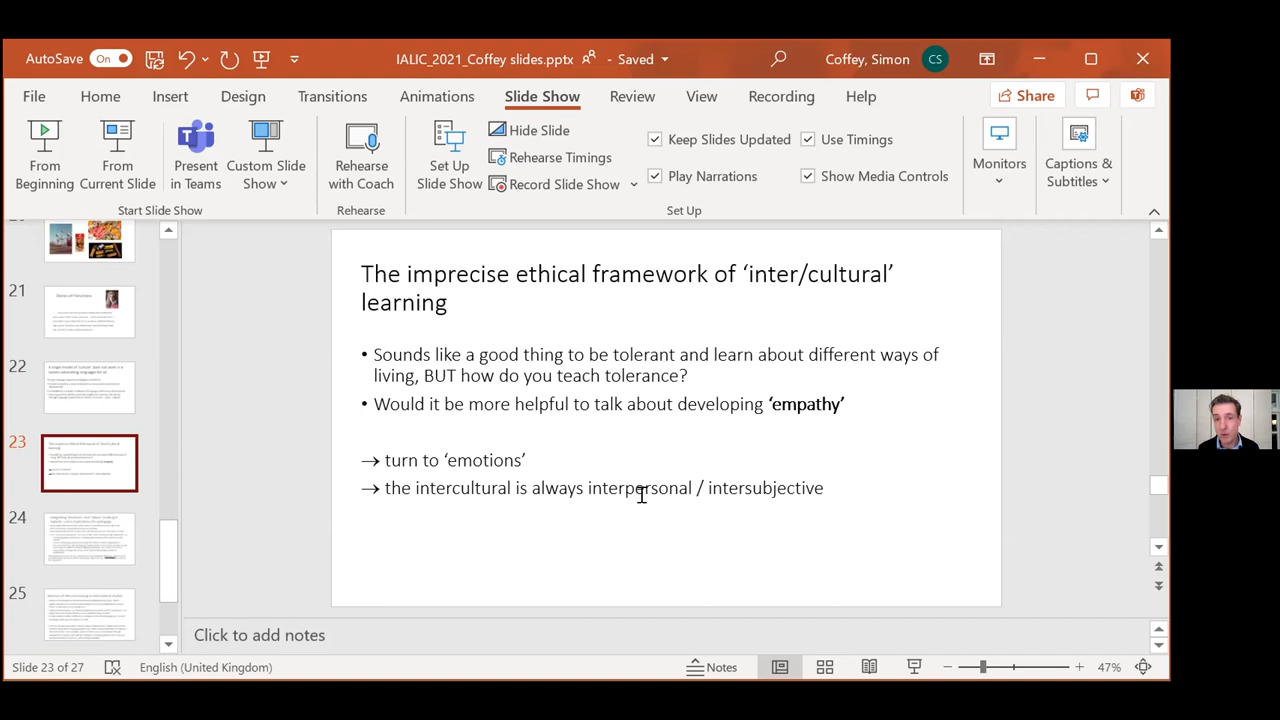 AutoSave On IALIC_2021_Coffey slides.pptx - Saved Coffey, Simon CS
File Home Insert Design Transitions Animations Slide Show Review View Recording Help Share
From Beginning
From Current Slide
Present in Teams
Custom Slide Show
Start Slide Show
Rehearse with Coach
Rehearse
Set Up Slide Show
Hide Slide
Rehearse Timings
Record Slide Show
Keep Slides Updated
Play Narrations
Use Timings
Show Media Controls
Set Up
Monitors
Captions & Subtitles
21
22
23
24
25
The imprecise ethical framework of ‘inter/cultural’
learning
• Sounds like a good thing to be tolerant and learn about different ways of
living, BUT how do you teach tolerance?
• Would it be more helpful to talk about developing ‘empathy’
→ turn to ‘emotions’
→ the intercultural is always interpersonal / intersubjective
Click to add notes
Slide 23 of 27 English (United Kingdom) Notes 47%